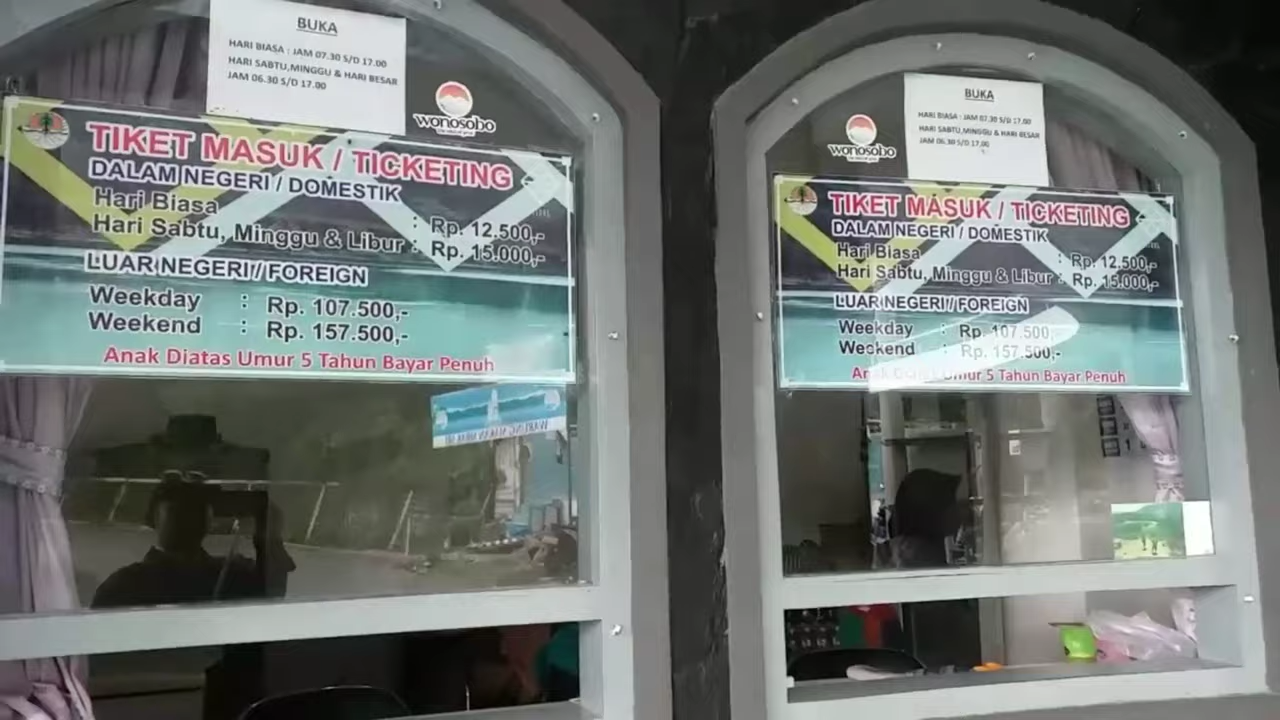 BUKA
HARI BIASA : JAM 07.30 S/D 17.00
HARI SABTU,MINGGU & HARI BESAR
JAM 06.30 S/D 17.00
wonosobo
TIKET MASUK / TICKETING
DALAM NEGERI / DOMESTIK
Hari Biasa : Rp. 12.500,-
Hari Sabtu, Minggu & Libur : Rp. 15.000,-
LUAR NEGERI / FOREIGN
Weekday : Rp. 107.500,-
Weekend : Rp. 157.500,-
Anak Diatas Umur 5 Tahun Bayar Penuh
BUKA
HARI BIASA : JAM 07.30 S/D 17.00
HARI SABTU,MINGGU & HARI BESAR
JAM 06.30 S/D 17.00
wonosobo
TIKET MASUK / TICKETING
DALAM NEGERI / DOMESTIK
Hari Biasa : Rp. 12.500,-
Hari Sabtu, Minggu & Libur : Rp. 15.000,-
LUAR NEGERI / FOREIGN
Weekday : Rp. 107.500,-
Weekend : Rp. 157.500,-
Anak Diatas Umur 5 Tahun Bayar Penuh